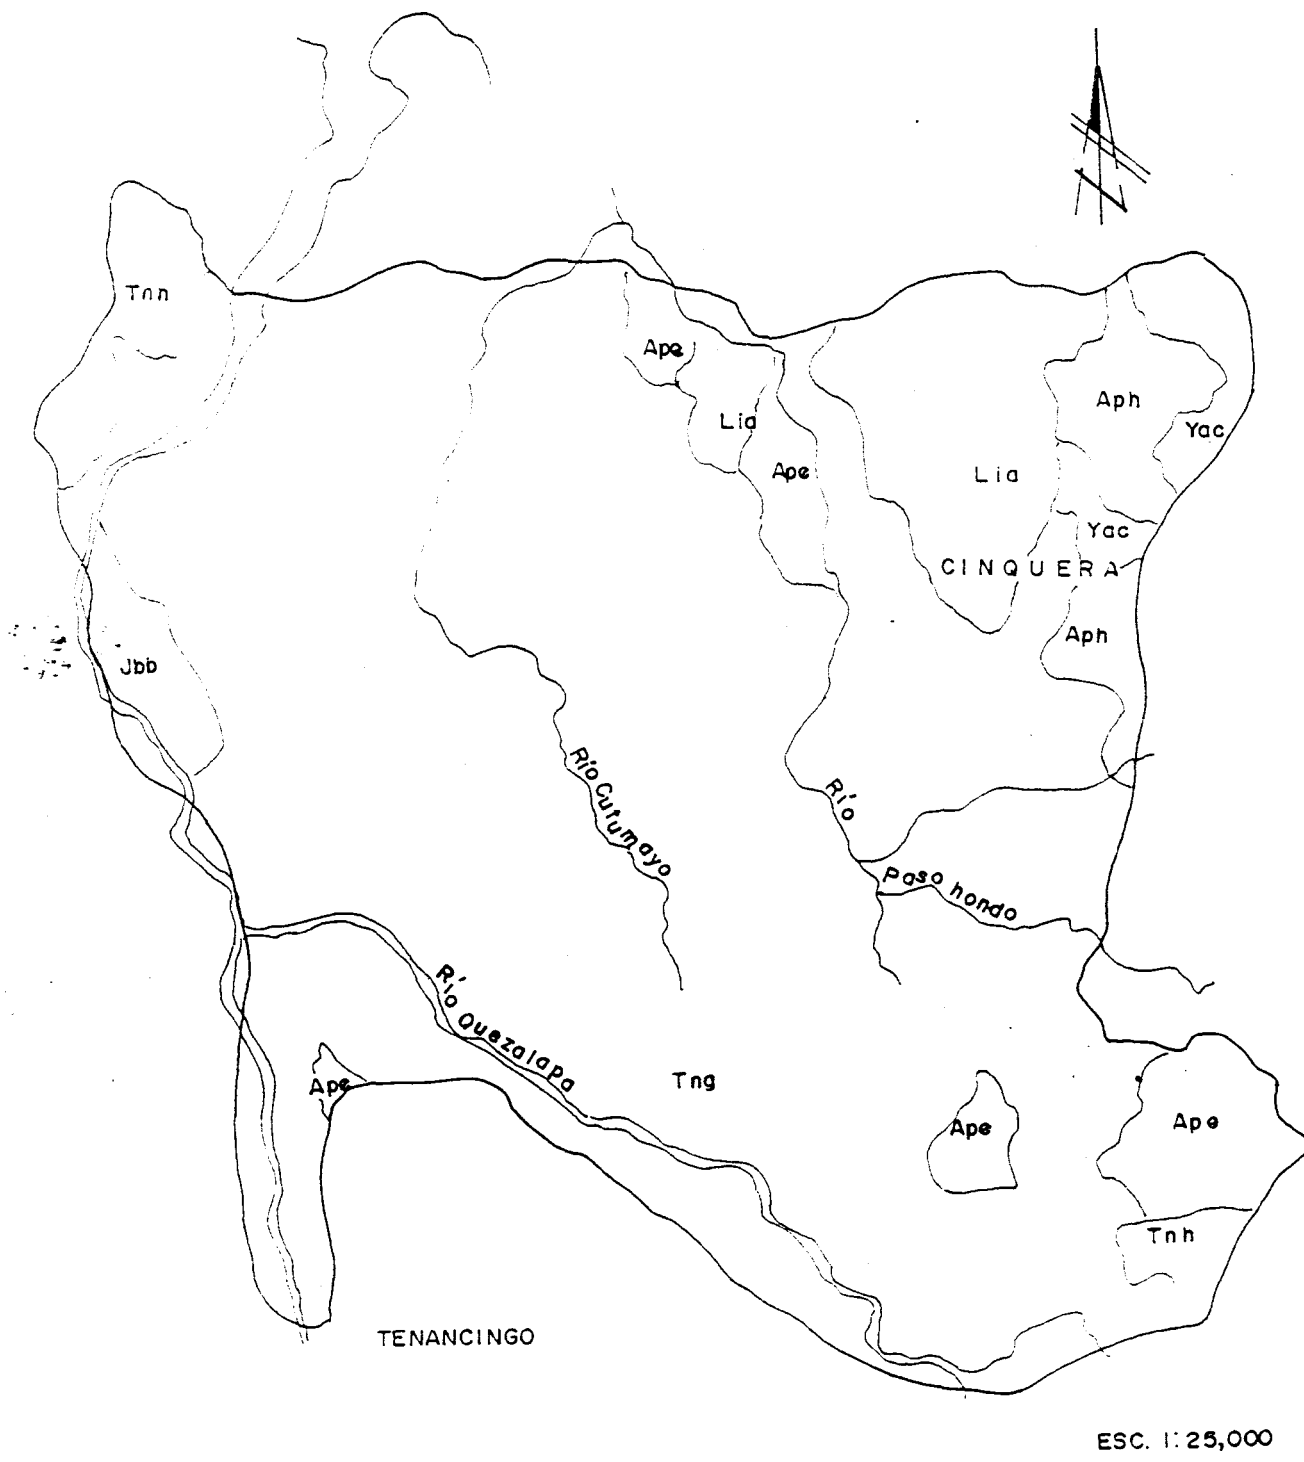 Tnh
Ape
Aph
Lia
Yac
Ape
Lia
Yac
CINQUERA
Aph
Jbb
Río Cutumayo
Río
Paso hondo
Río Quezalapa
Tng
Ape
Ape
Ape
Tnh
TENANCINGO
ESC. 1:25,000